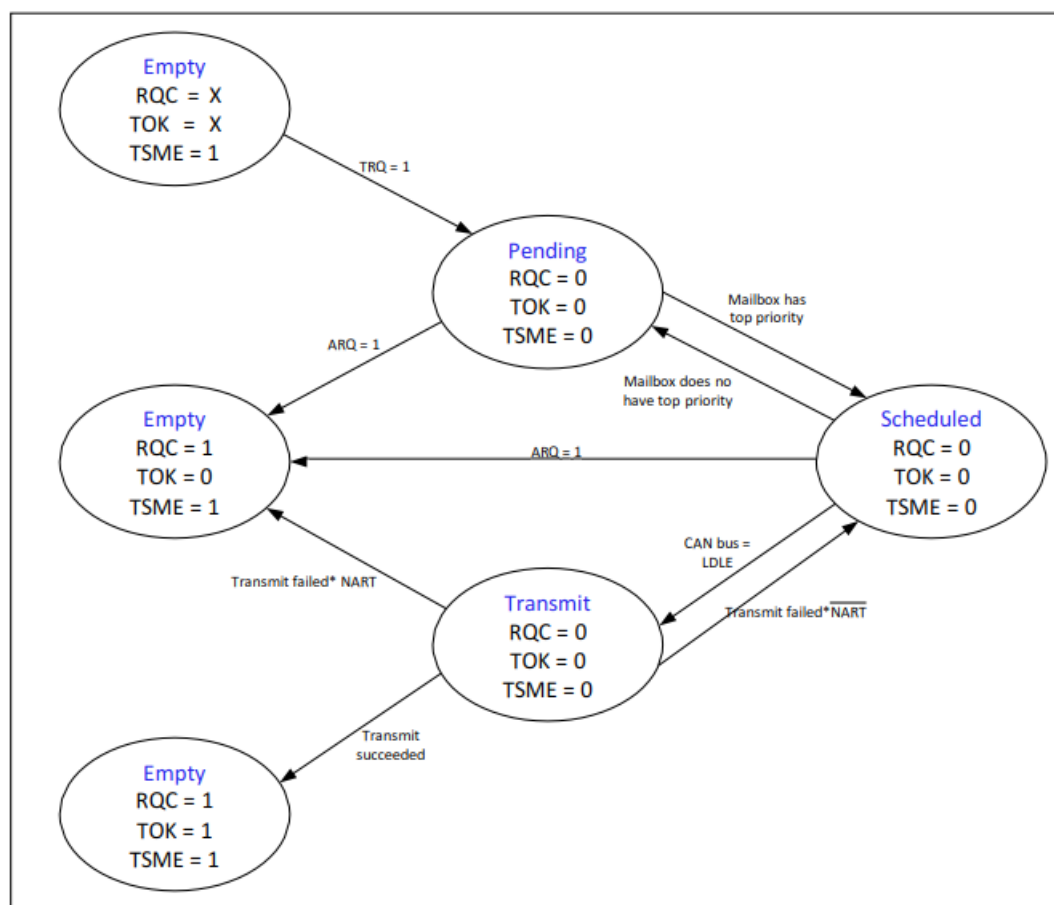 Empty
RQC = X
TOK = X
TSME = 1
TRQ = 1
Pending
RQC = 0
TOK = 0
TSME = 0
Mailbox has
top priority
ARQ = 1
Mailbox does no
have top priority
Empty
RQC = 1
TOK = 0
TSME = 1
ARQ = 1
Scheduled
RQC = 0
TOK = 0
TSME = 0
CAN bus =
LDLE
Transmit failed* NART
Transmit
RQC = 0
TOK = 0
TSME = 0
Transmit failed*N̅A̅R̅T̅
Transmit
succeeded
Empty
RQC = 1
TOK = 1
TSME = 1